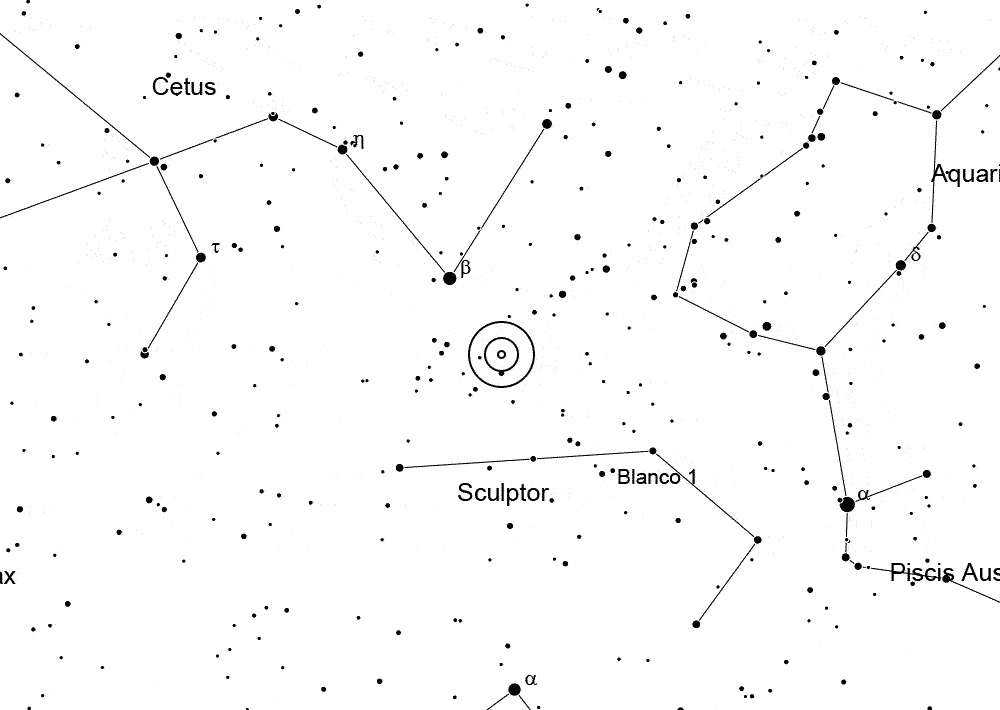 Cetus
η
Aquari
τ
δ
β
Blanco 1
Sculptor
α
Piscis Aus
ax
α